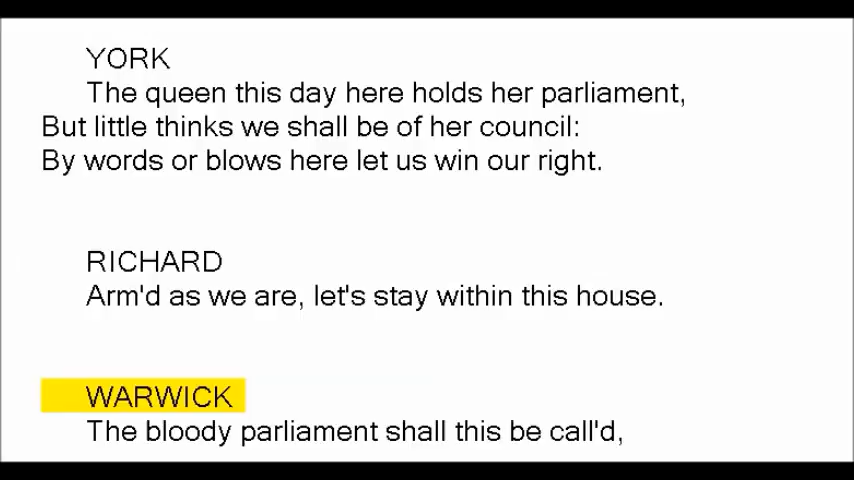 YORK
The queen this day here holds her parliament,
But little thinks we shall be of her council:
By words or blows here let us win our right.
RICHARD
Arm'd as we are, let's stay within this house.
WARWICK
The bloody parliament shall this be call'd,